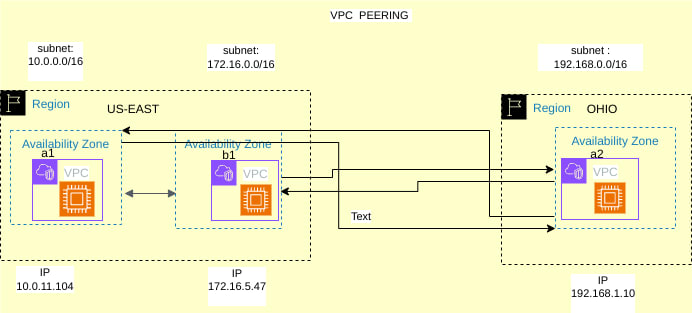 VPC PEERING
subnet:
10.0.0.0/16
subnet:
172.16.0.0/16
subnet :
192.168.0.0/16
Region
US-EAST
Region
OHIO
Availability Zone
a1
VPC
Availability Zone
b1
VPC
Availability Zone
a2
VPC
Text
IP
10.0.11.104
IP
172.16.5.47
IP
192.168.1.10